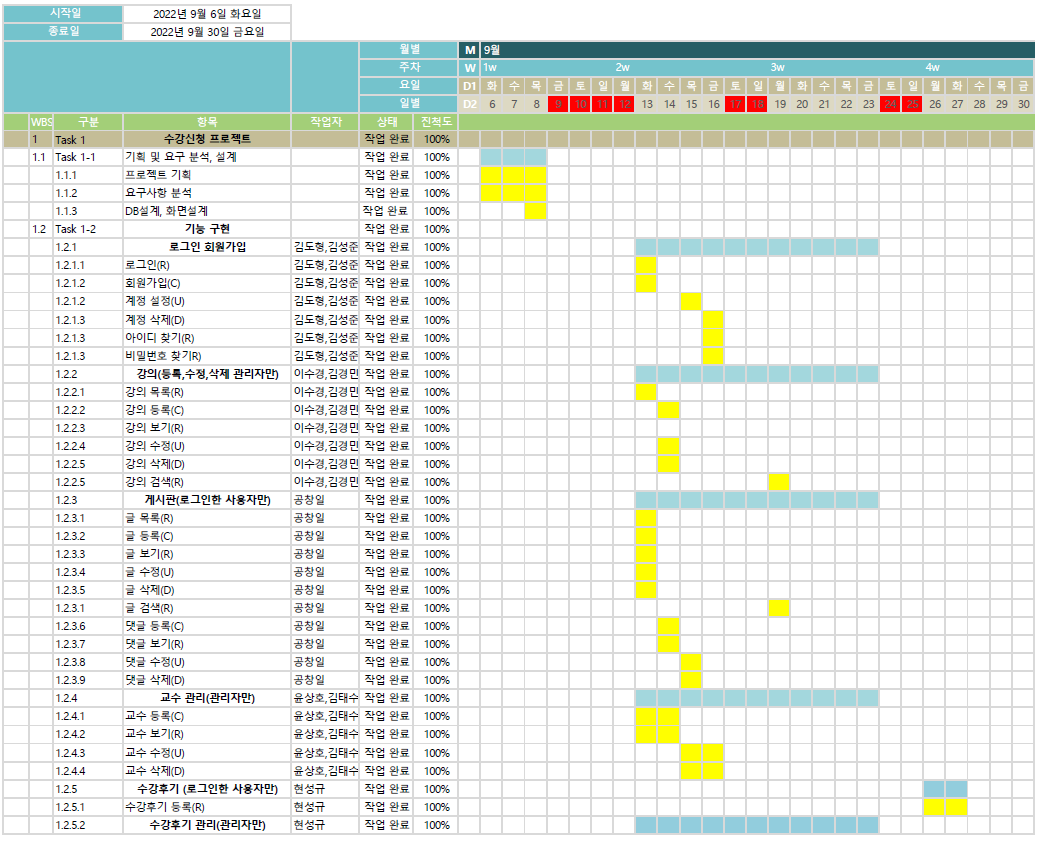 시작일 2022년 9월 6일 화요일
종료일 2022년 9월 30일 금요일
월별 M 9월
주차 W 1w 2w 3w 4w
요일 D1 화 수 목 금 토 일 월 화 수 목 금 토 일 월 화 수 목 금 토 일 월 화 수 목 금
일별 D2 6 7 8 9 10 11 12 13 14 15 16 17 18 19 20 21 22 23 24 25 26 27 28 29 30
WBS 구분 항목 작업자 상태 진척도
1 Task 1 수강신청 프로젝트 작업 완료 100%
1.1 Task 1-1 기획 및 요구 분석, 설계 작업 완료 100%
1.1.1 프로젝트 기획 작업 완료 100%
1.1.2 요구사항 분석 작업 완료 100%
1.1.3 DB설계, 화면설계 작업 완료 100%
1.2 Task 1-2 기능 구현 작업 완료 100%
1.2.1 로그인 회원가입 김도형,김성준 작업 완료 100%
1.2.1.1 로그인(R) 김도형,김성준 작업 완료 100%
1.2.1.2 회원가입(C) 김도형,김성준 작업 완료 100%
1.2.1.2 계정 설정(U) 김도형,김성준 작업 완료 100%
1.2.1.3 계정 삭제(D) 김도형,김성준 작업 완료 100%
1.2.1.3 아이디 찾기(R) 김도형,김성준 작업 완료 100%
1.2.1.3 비밀번호 찾기R) 김도형,김성준 작업 완료 100%
1.2.2 강의(등록,수정,삭제 관리자만) 이수경,김경민 작업 완료 100%
1.2.2.1 강의 목록(R) 이수경,김경민 작업 완료 100%
1.2.2.2 강의 등록(C) 이수경,김경민 작업 완료 100%
1.2.2.3 강의 보기(R) 이수경,김경민 작업 완료 100%
1.2.2.4 강의 수정(U) 이수경,김경민 작업 완료 100%
1.2.2.5 강의 삭제(D) 이수경,김경민 작업 완료 100%
1.2.2.5 강의 검색(R) 이수경,김경민 작업 완료 100%
1.2.3 게시판(로그인한 사용자만) 공창일 작업 완료 100%
1.2.3.1 글 목록(R) 공창일 작업 완료 100%
1.2.3.2 글 등록(C) 공창일 작업 완료 100%
1.2.3.3 글 보기(R) 공창일 작업 완료 100%
1.2.3.4 글 수정(U) 공창일 작업 완료 100%
1.2.3.5 글 삭제(D) 공창일 작업 완료 100%
1.2.3.1 글 검색(R) 공창일 작업 완료 100%
1.2.3.6 댓글 등록(C) 공창일 작업 완료 100%
1.2.3.7 댓글 보기(R) 공창일 작업 완료 100%
1.2.3.8 댓글 수정(U) 공창일 작업 완료 100%
1.2.3.9 댓글 삭제(D) 공창일 작업 완료 100%
1.2.4 교수 관리(관리자만) 윤상호,김태수 작업 완료 100%
1.2.4.1 교수 등록(C) 윤상호,김태수 작업 완료 100%
1.2.4.2 교수 보기(R) 윤상호,김태수 작업 완료 100%
1.2.4.3 교수 수정(U) 윤상호,김태수 작업 완료 100%
1.2.4.4 교수 삭제(D) 윤상호,김태수 작업 완료 100%
1.2.5 수강후기 (로그인한 사용자만) 현성규 작업 완료 100%
1.2.5.1 수강후기 등록(R) 현성규 작업 완료 100%
1.2.5.2 수강후기 관리(관리자만) 현성규 작업 완료 100%